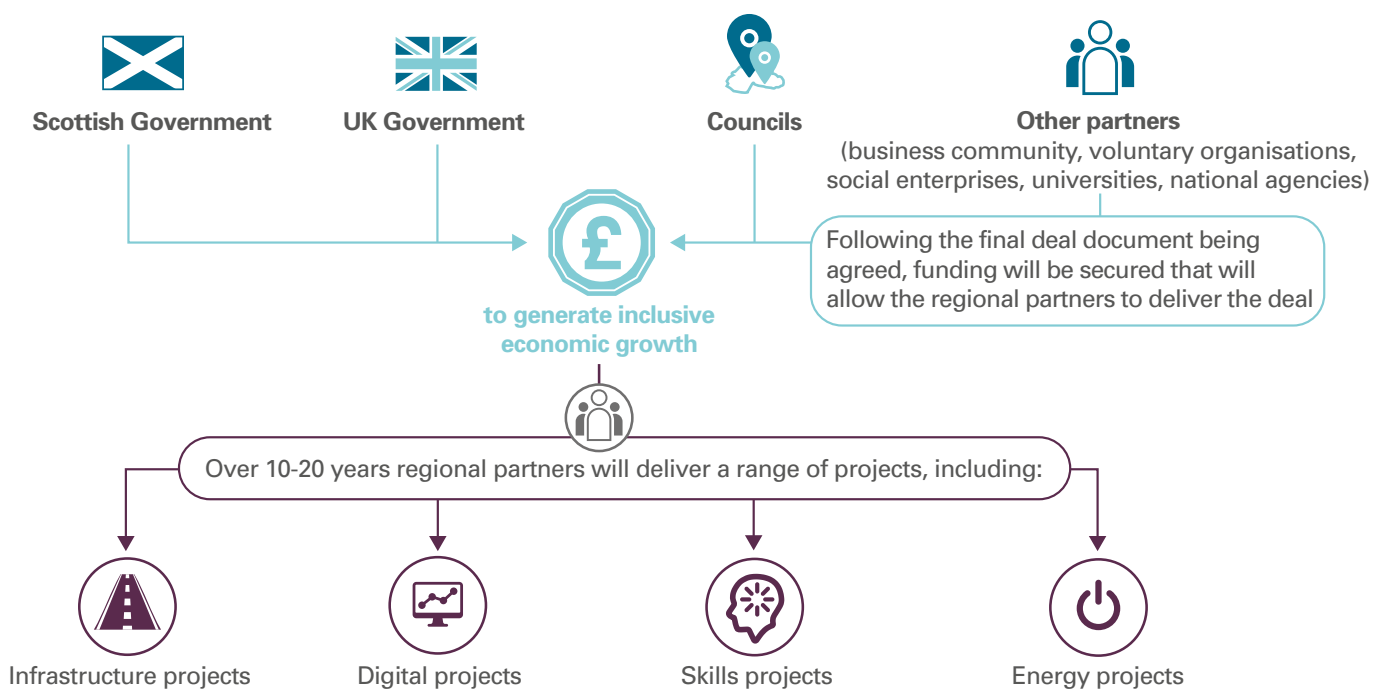 Scottish Government
UK Government
Councils
Other partners
(business community, voluntary organisations,
social enterprises, universities, national agencies)
Following the final deal document being
agreed, funding will be secured that will
allow the regional partners to deliver the deal
£
to generate inclusive
economic growth
Over 10-20 years regional partners will deliver a range of projects, including:
Infrastructure projects
Digital projects
Skills projects
Energy projects